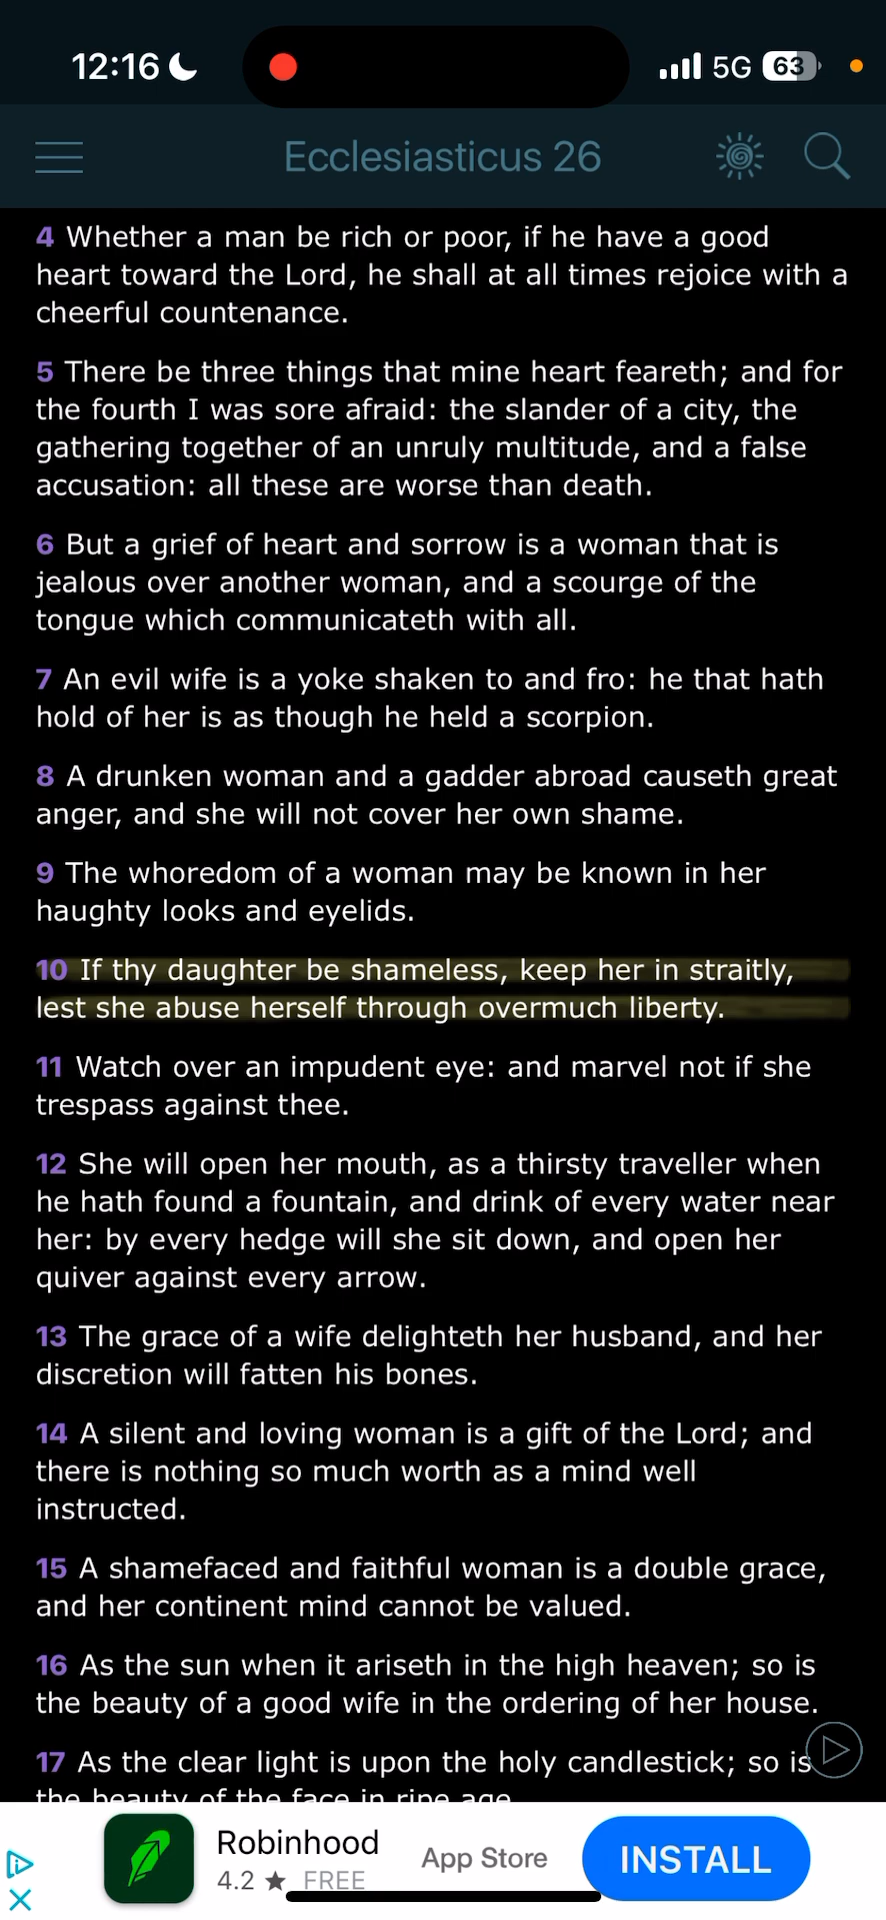 12:16
5G 63
Ecclesiasticus 26
4 Whether a man be rich or poor, if he have a good
heart toward the Lord, he shall at all times rejoice with a
cheerful countenance.
5 There be three things that mine heart feareth; and for
the fourth I was sore afraid: the slander of a city, the
gathering together of an unruly multitude, and a false
accusation: all these are worse than death.
6 But a grief of heart and sorrow is a woman that is
jealous over another woman, and a scourge of the
tongue which communicateth with all.
7 An evil wife is a yoke shaken to and fro: he that hath
hold of her is as though he held a scorpion.
8 A drunken woman and a gadder abroad causeth great
anger, and she will not cover her own shame.
9 The whoredom of a woman may be known in her
haughty looks and eyelids.
10 If thy daughter be shameless, keep her in straitly,
lest she abuse herself through overmuch liberty.
11 Watch over an impudent eye: and marvel not if she
trespass against thee.
12 She will open her mouth, as a thirsty traveller when
he hath found a fountain, and drink of every water near
her: by every hedge will she sit down, and open her
quiver against every arrow.
13 The grace of a wife delighteth her husband, and her
discretion will fatten his bones.
14 A silent and loving woman is a gift of the Lord; and
there is nothing so much worth as a mind well
instructed.
15 A shamefaced and faithful woman is a double grace,
and her continent mind cannot be valued.
16 As the sun when it ariseth in the high heaven; so is
the beauty of a good wife in the ordering of her house.
17 As the clear light is upon the holy candlestick; so is
the beauty of the face in ripe age
Robinhood
4.2 ★ FREE
App Store
INSTALL